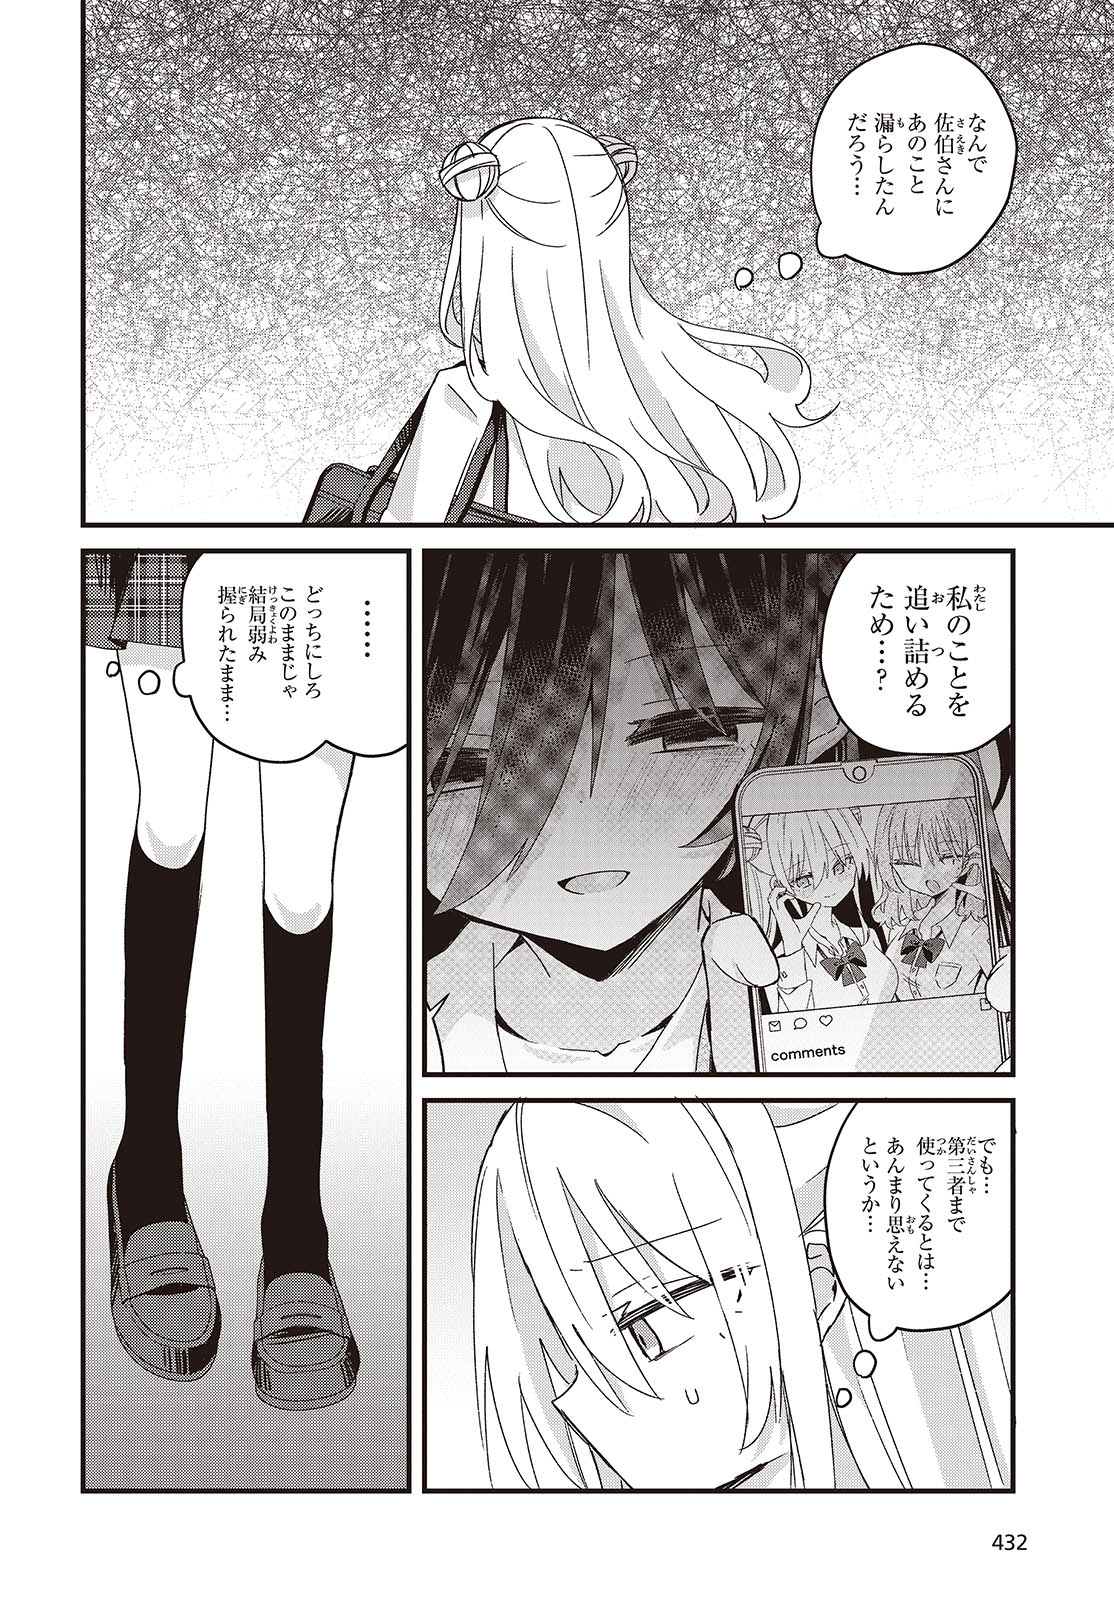 なんで
佐伯さんに
あのこと
漏らしたん
だろう…
私のことを
追い詰める
ため…?
comments
でも…
第三者まで
使ってくるとは…
あんまり思えない
というか…
……
どっちにしろ
このままじゃ
結局弱み
握られたまま…
432